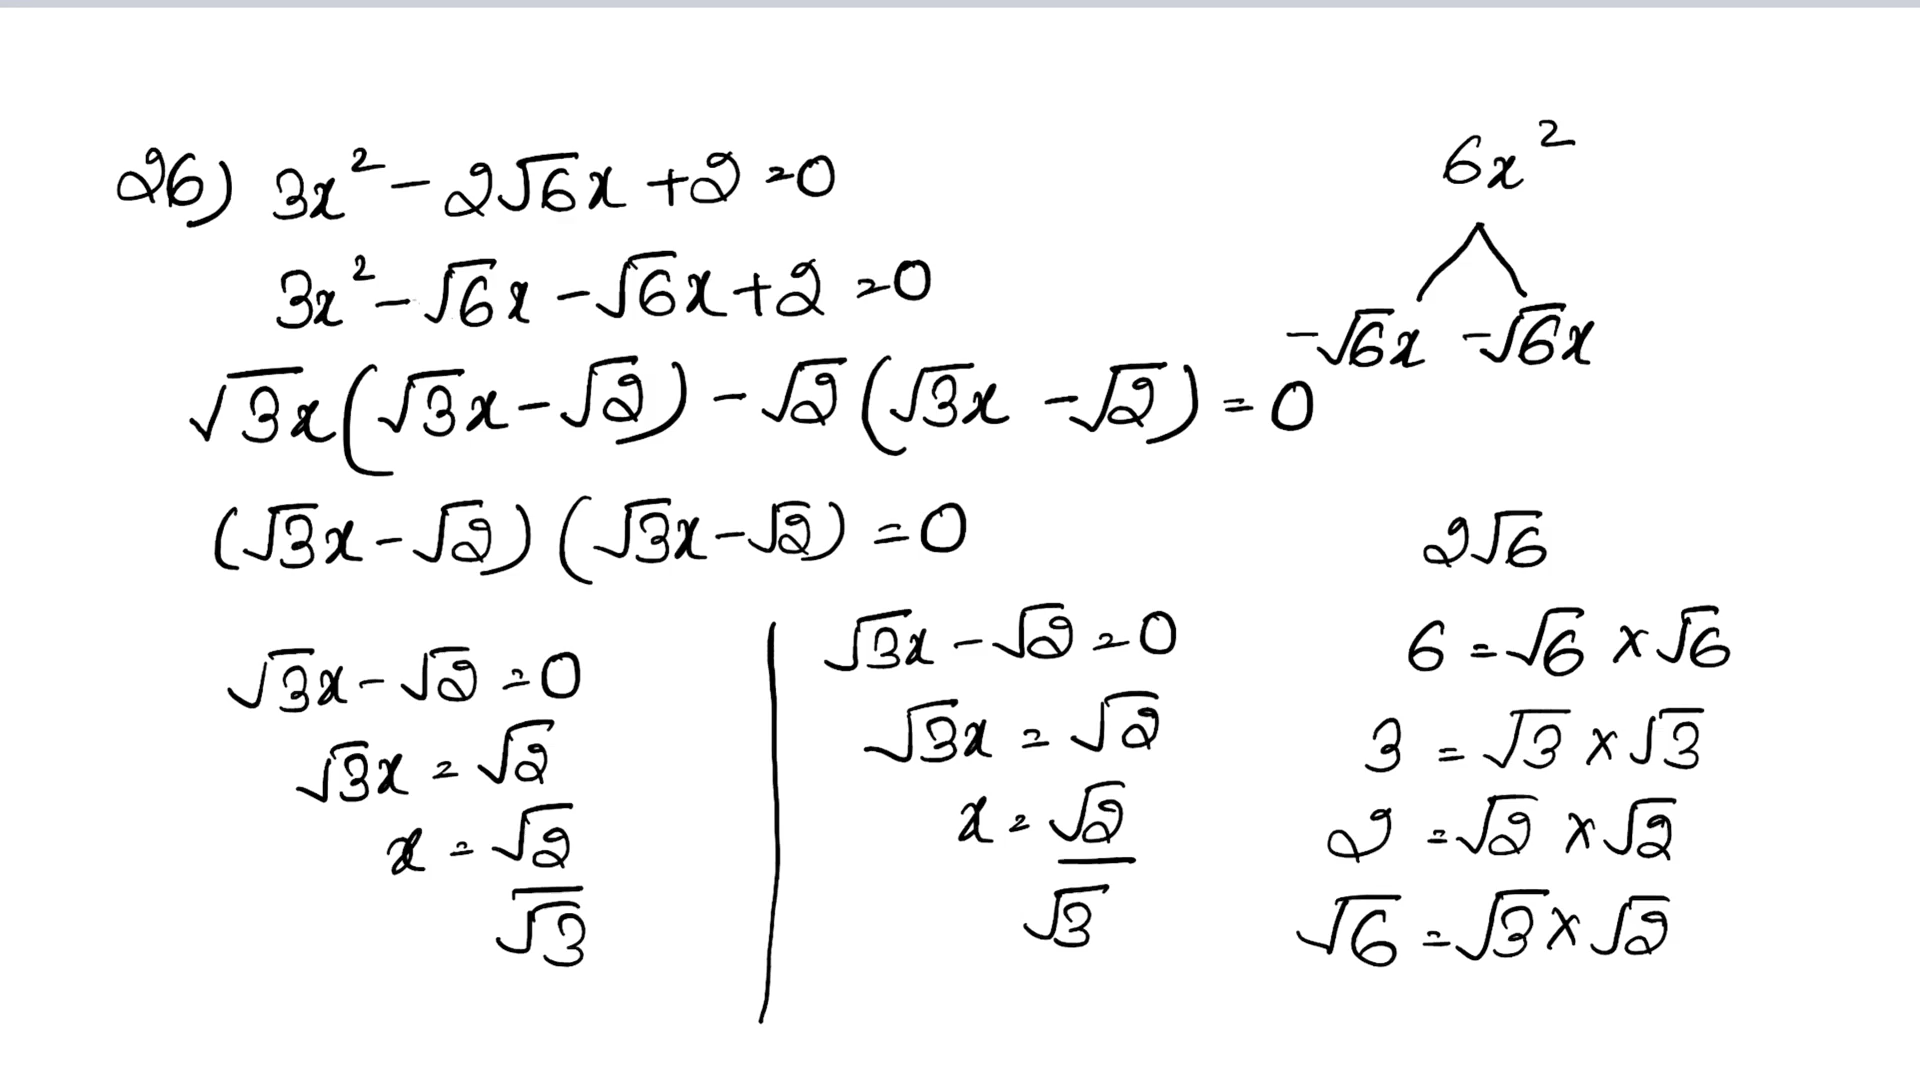 26) 3x² - 2√6x + 2 = 0
3x² - √6x - √6x + 2 = 0
√3x(√3x - √2) - √2(√3x - √2) = 0
(√3x - √2)(√3x - √2) = 0
√3x - √2 = 0
√3x = √2
x = √2/√3
√3x - √2 = 0
√3x = √2
x = √2/√3
6x²
-√6x -√6x
2√6
6 = √6 × √6
3 = √3 × √3
2 = √2 × √2
√6 = √3 × √2